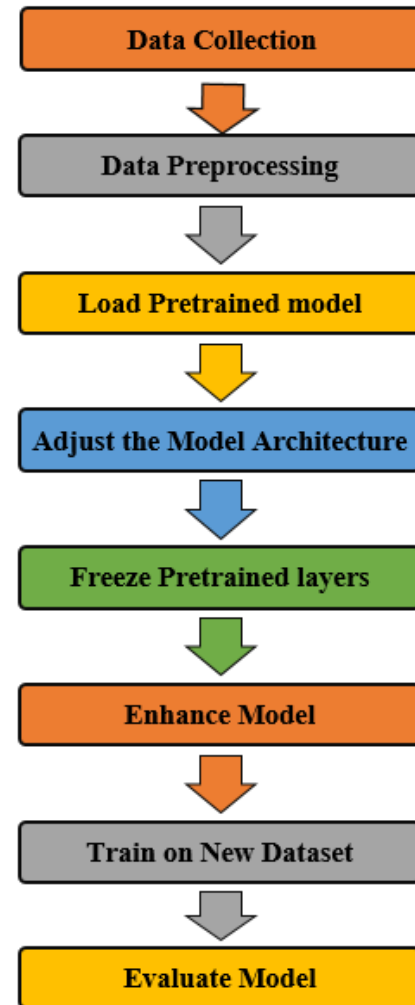 Data Collection
Data Preprocessing
Load Pretrained model
Adjust the Model Architecture
Freeze Pretrained layers
Enhance Model
Train on New Dataset
Evaluate Model